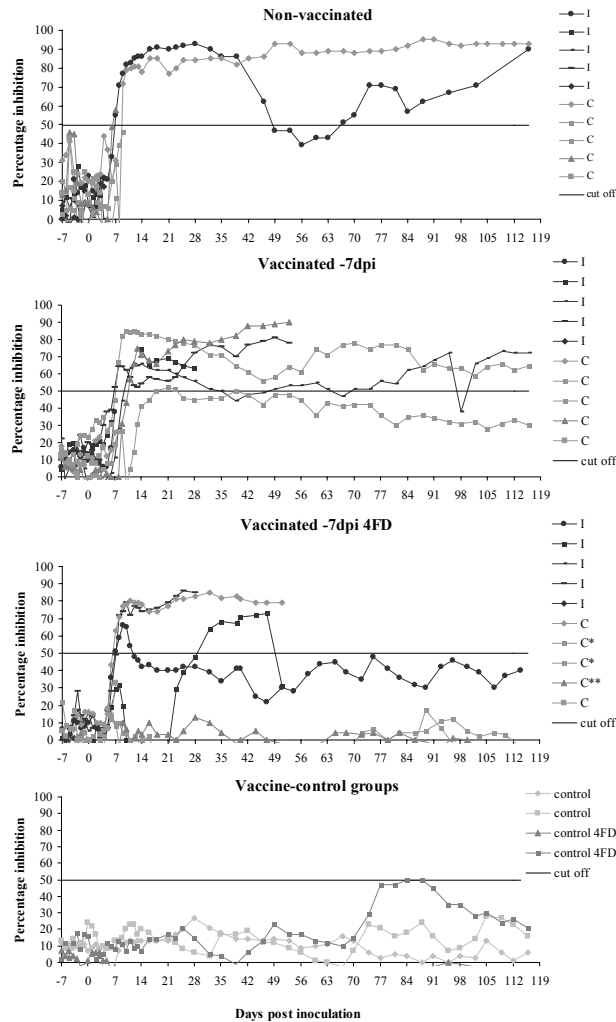 Non-vaccinated
Percentage inhibition
100
90
80
70
60
50
40
30
20
10
0
-7 0 7 14 21 28 35 42 49 56 63 70 77 84 91 98 105 112 119
I
I
I
I
I
C
C
C
C
C
cut off
Vaccinated -7dpi
Percentage inhibition
100
90
80
70
60
50
40
30
20
10
0
-7 0 7 14 21 28 35 42 49 56 63 70 77 84 91 98 105 112 119
I
I
I
I
I
C
C
C
C
C
cut off
Vaccinated -7dpi 4FD
Percentage inhibition
100
90
80
70
60
50
40
30
20
10
0
-7 0 7 14 21 28 35 42 49 56 63 70 77 84 91 98 105 112 119
I
I
I
I
I
C
C*
C*
C**
C
cut off
Vaccine-control groups
Percentage inhibition
100
90
80
70
60
50
40
30
20
10
0
-7 0 7 14 21 28 35 42 49 56 63 70 77 84 91 98 105 112 119
control
control
control 4FD
control 4FD
cut off
Days post inoculation